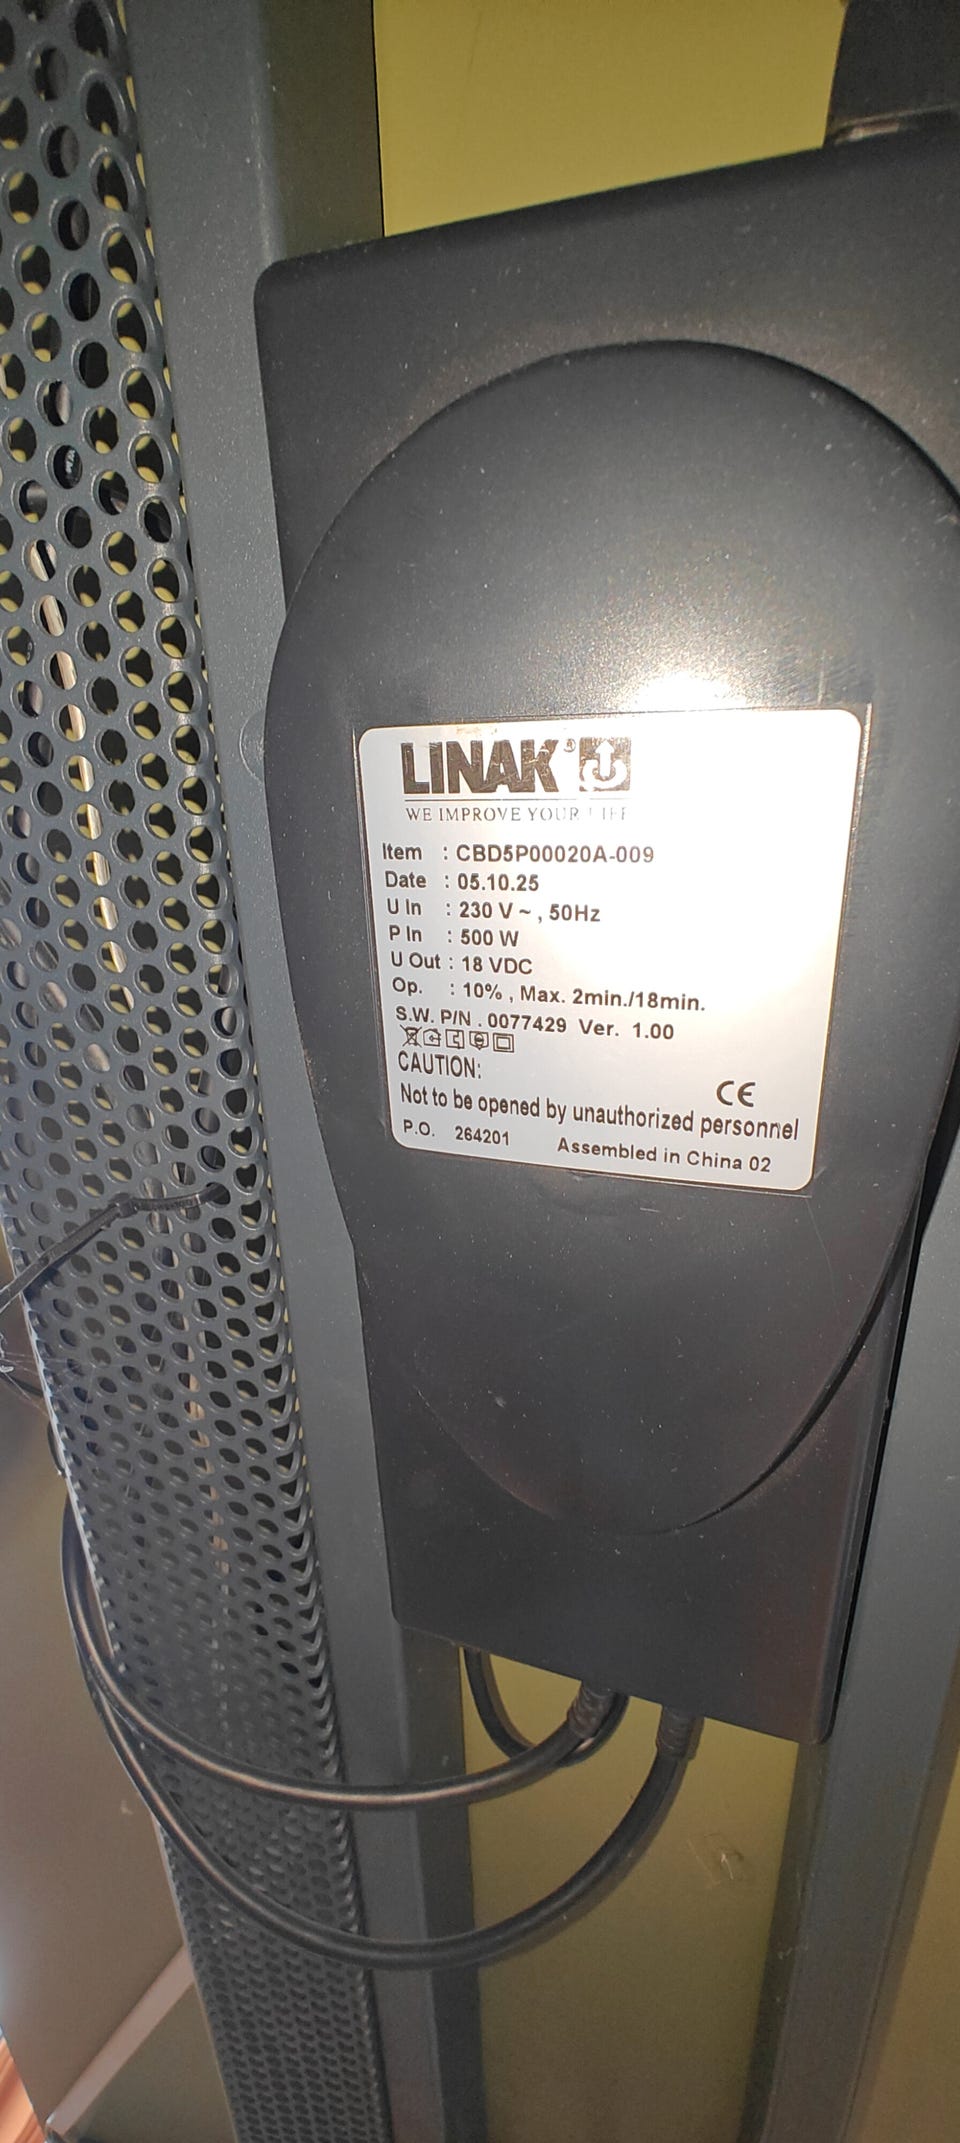 LINAK
WE IMPROVE YOUR LIFE
Item : CBD5P00020A-009
Date : 05.10.25
U In : 230 V ~ , 50Hz
P In : 500 W
U Out : 18 VDC
Op. : 10% , Max. 2min./18min.
S.W. P/N . 0077429 Ver. 1.00
CAUTION:
CE
Not to be opened by unauthorized personnel
P.O. 264201 Assembled in China 02